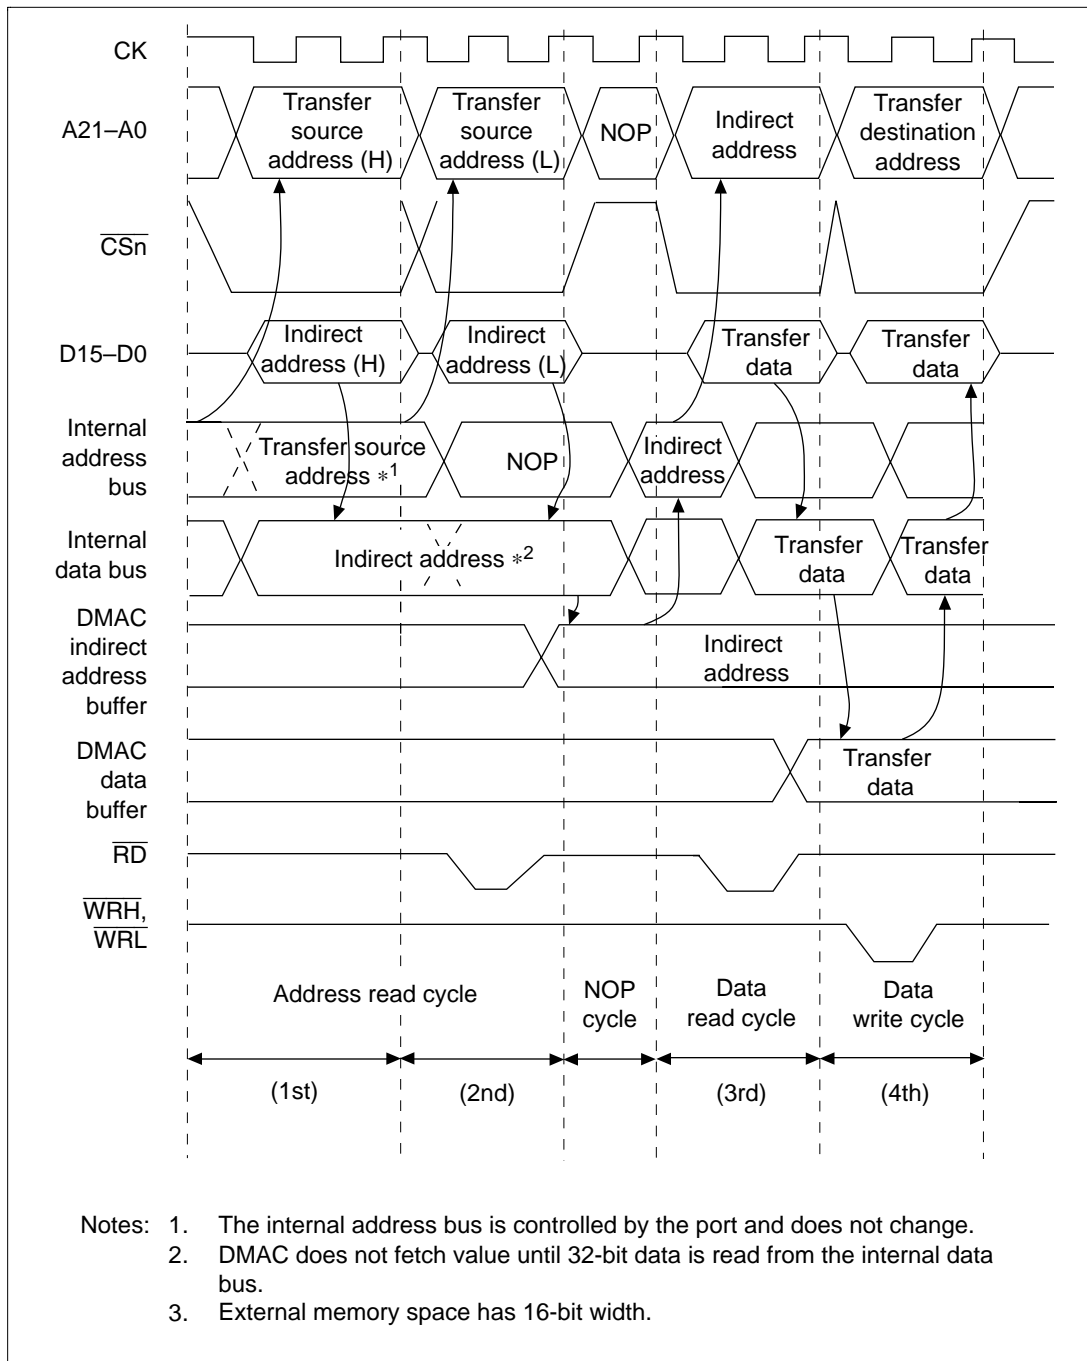 CK
A21–A0
Transfer
source
address (H)
Transfer
source
address (L)
NOP
Indirect
address
Transfer
destination
address
CSn
D15–D0
Indirect
address (H)
Indirect
address (L)
Transfer
data
Transfer
data
Internal
address
bus
Transfer source
address *1
NOP
Indirect
address
Internal
data bus
Indirect address *2
Transfer
data
Transfer
data
DMAC
indirect
address
buffer
Indirect
address
DMAC
data
buffer
Transfer
data
RD
WRH,
WRL
Address read cycle
NOP
cycle
Data
read cycle
Data
write cycle
(1st)
(2nd)
(3rd)
(4th)
Notes: 1. The internal address bus is controlled by the port and does not change.
2. DMAC does not fetch value until 32-bit data is read from the internal data
bus.
3. External memory space has 16-bit width.